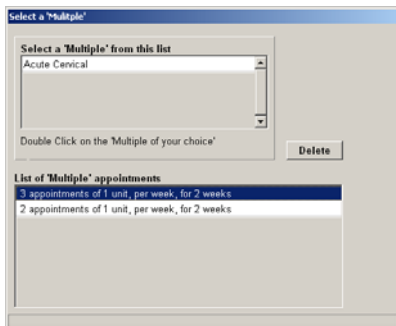 Select a 'Mulitple'
Select a 'Multiple' from this list
Acute Cervical
Double Click on the 'Multiple of your choice'
Delete
List of 'Multiple' appointments
3 appointments of 1 unit, per week, for 2 weeks
2 appointments of 1 unit, per week, for 2 weeks